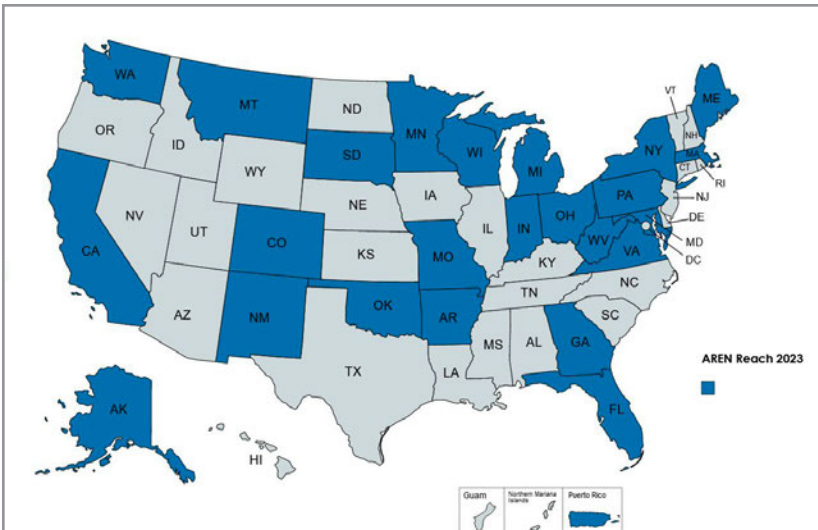 WA
MT
ND
MN
VT
ME
OR
ID
SD
WI
MI
NY
NH
MA
CT
RI
WY
IA
PA
NJ
NE
NV
UT
CO
IL
IN
OH
DE
CA
KS
MO
WV
VA
MD
KY
DC
AZ
NM
OK
AR
TN
NC
SC
TX
LA
MS
AL
GA
AREN Reach 2023
AK
FL
HI
Guam
Northern Mariana
Islands
Puerto Rico